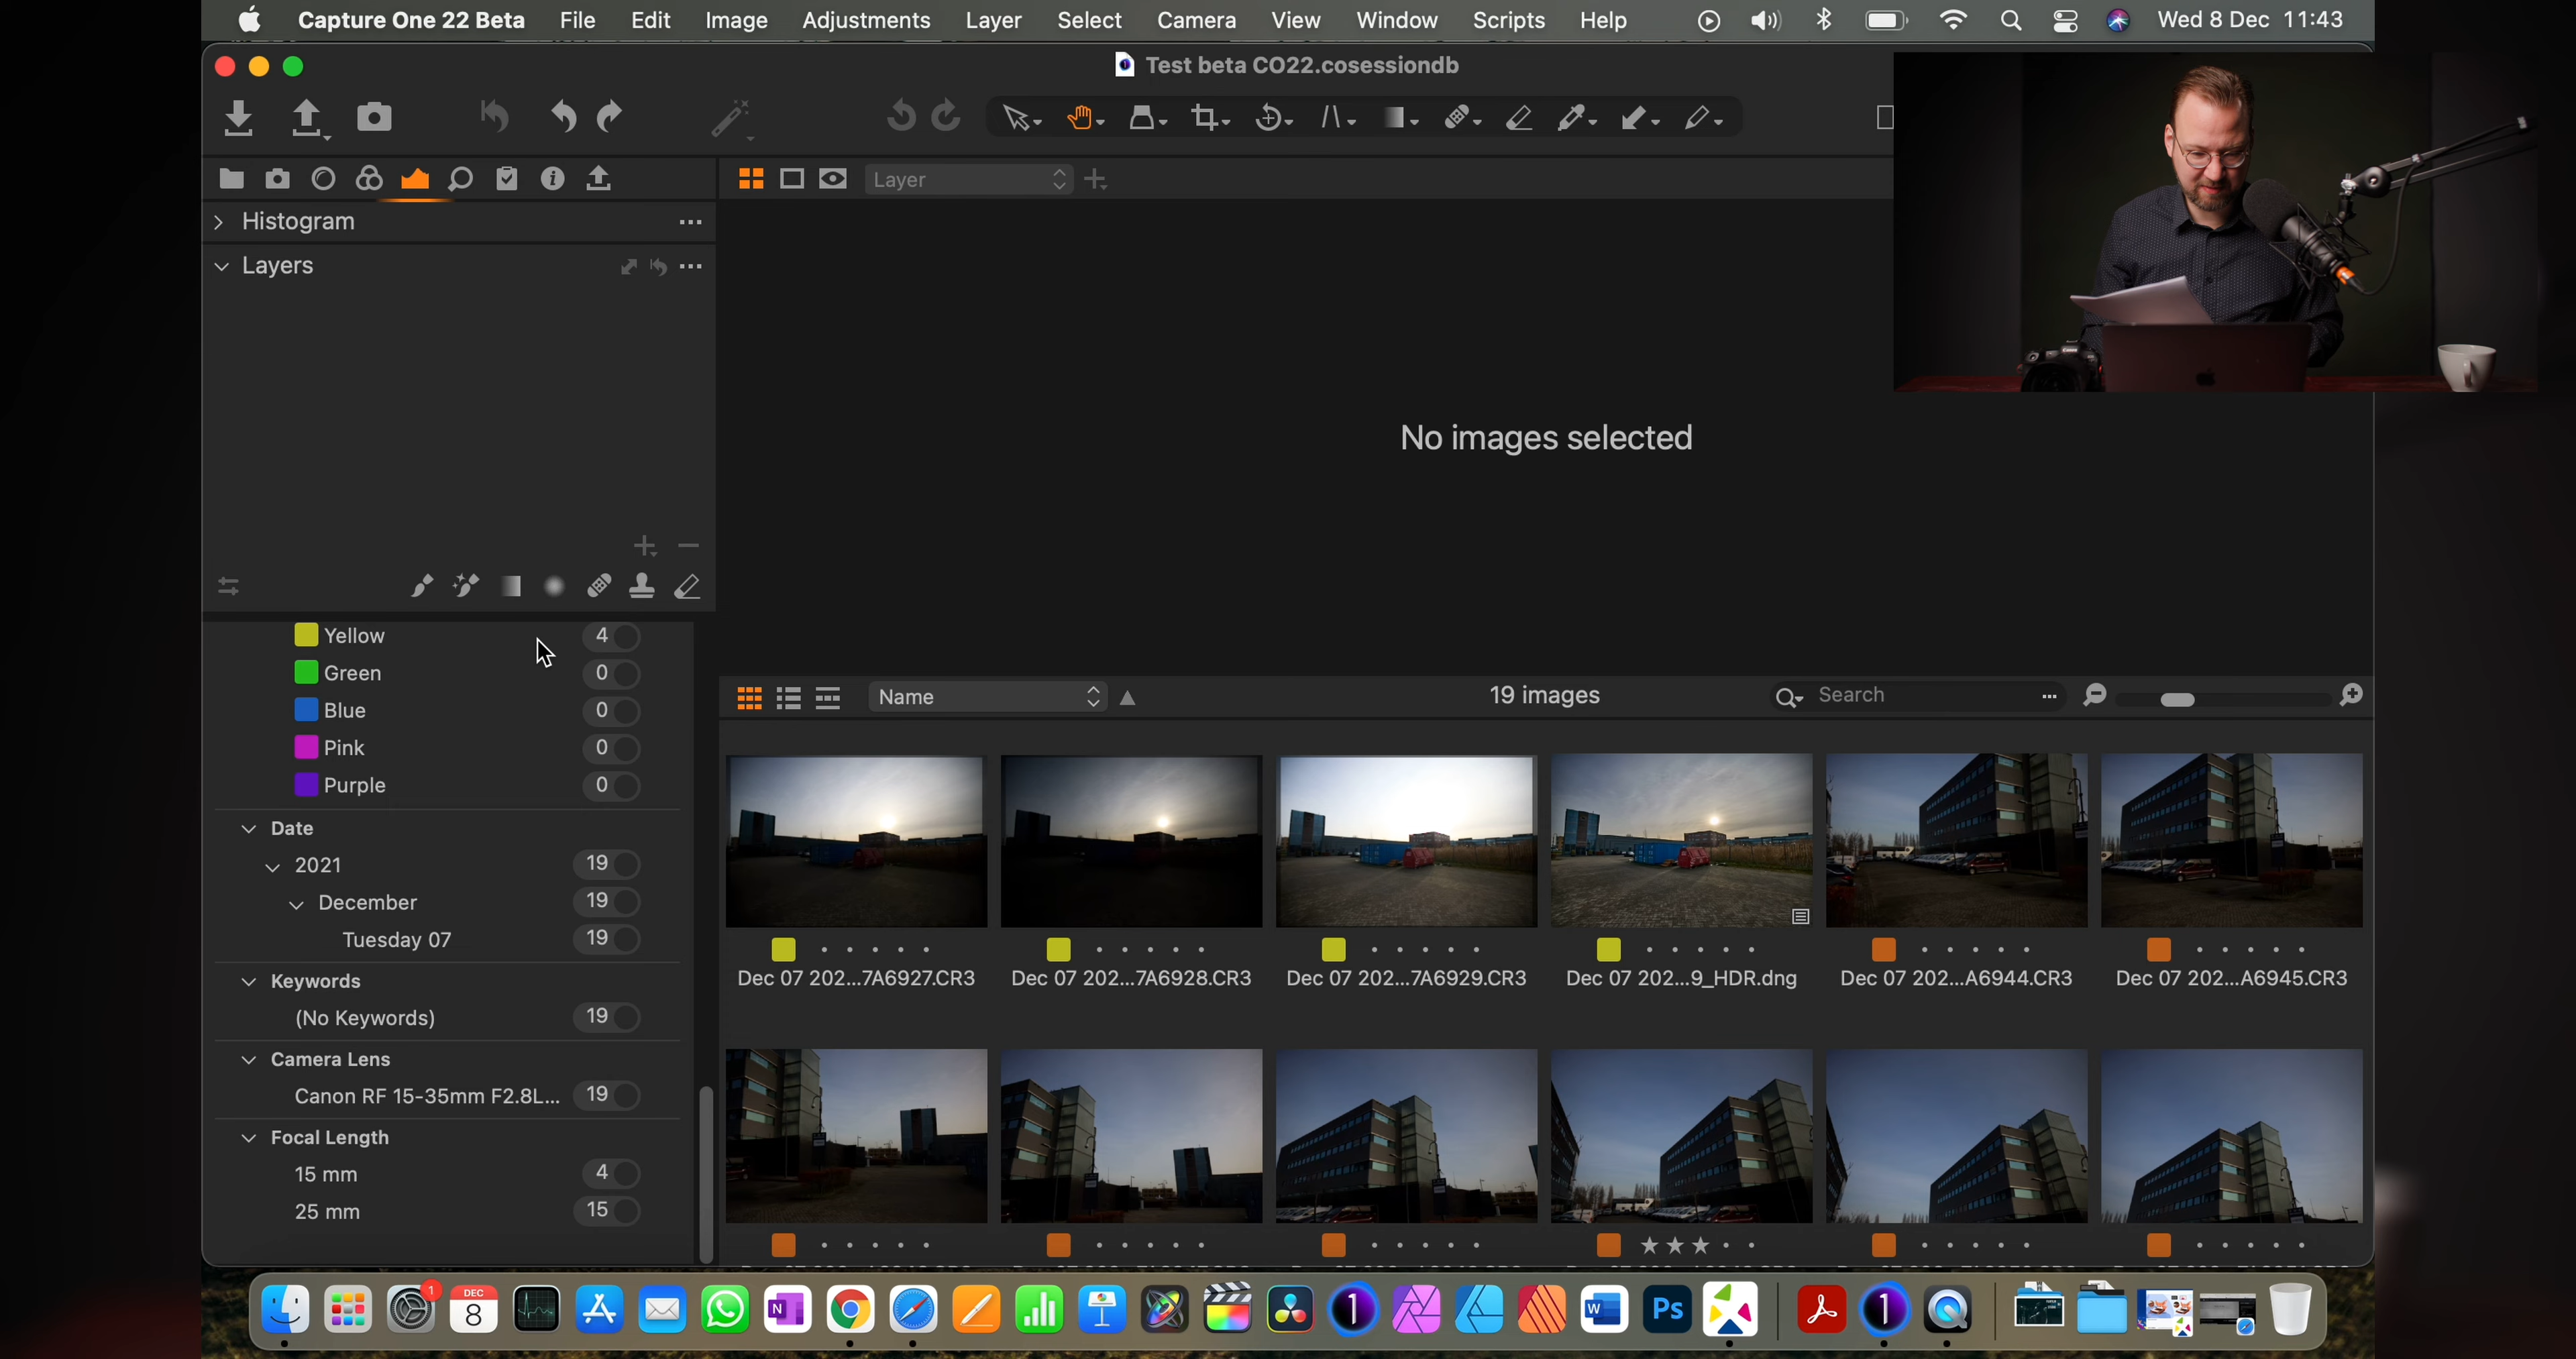 Capture One 22 Beta File Edit Image Adjustments Layer Select Camera View Window Scripts Help Wed 8 Dec 11:43
Test beta CO22.cosessiondb
Layer
Histogram
Layers
No images selected
Yellow 4
Green 0
Blue 0
Pink 0
Purple 0
Date
2021 19
December 19
Tuesday 07 19
Keywords
(No Keywords) 19
Camera Lens
Canon RF 15-35mm F2.8L... 19
Focal Length
15 mm 4
25 mm 15
Name
19 images
Search
Dec 07 202...7A6927.CR3
Dec 07 202...7A6928.CR3
Dec 07 202...7A6929.CR3
Dec 07 202...9_HDR.dng
Dec 07 202...A6944.CR3
Dec 07 202...A6945.CR3
1
DEC
8
N
1
W
Ps
1